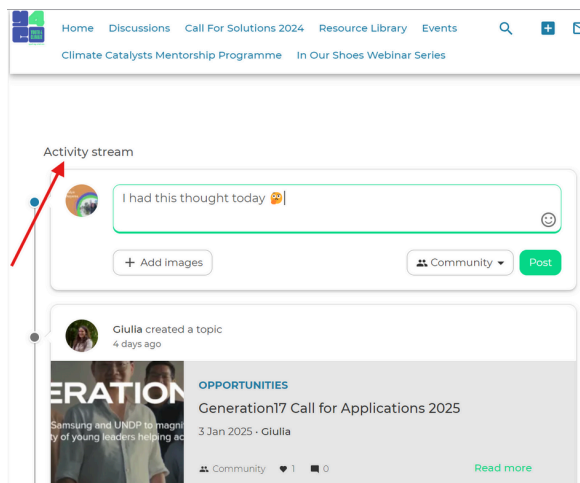 Home Discussions Call For Solutions 2024 Resource Library Events
Climate Catalysts Mentorship Programme In Our Shoes Webinar Series
Activity stream
I had this thought today 🤔
+ Add images
Community
Post
Giulia created a topic
4 days ago
ERATION
Samsung and UNDP to magni
ty of young leaders helping ac
OPPORTUNITIES
Generation17 Call for Applications 2025
3 Jan 2025 · Giulia
Community 1 0
Read more